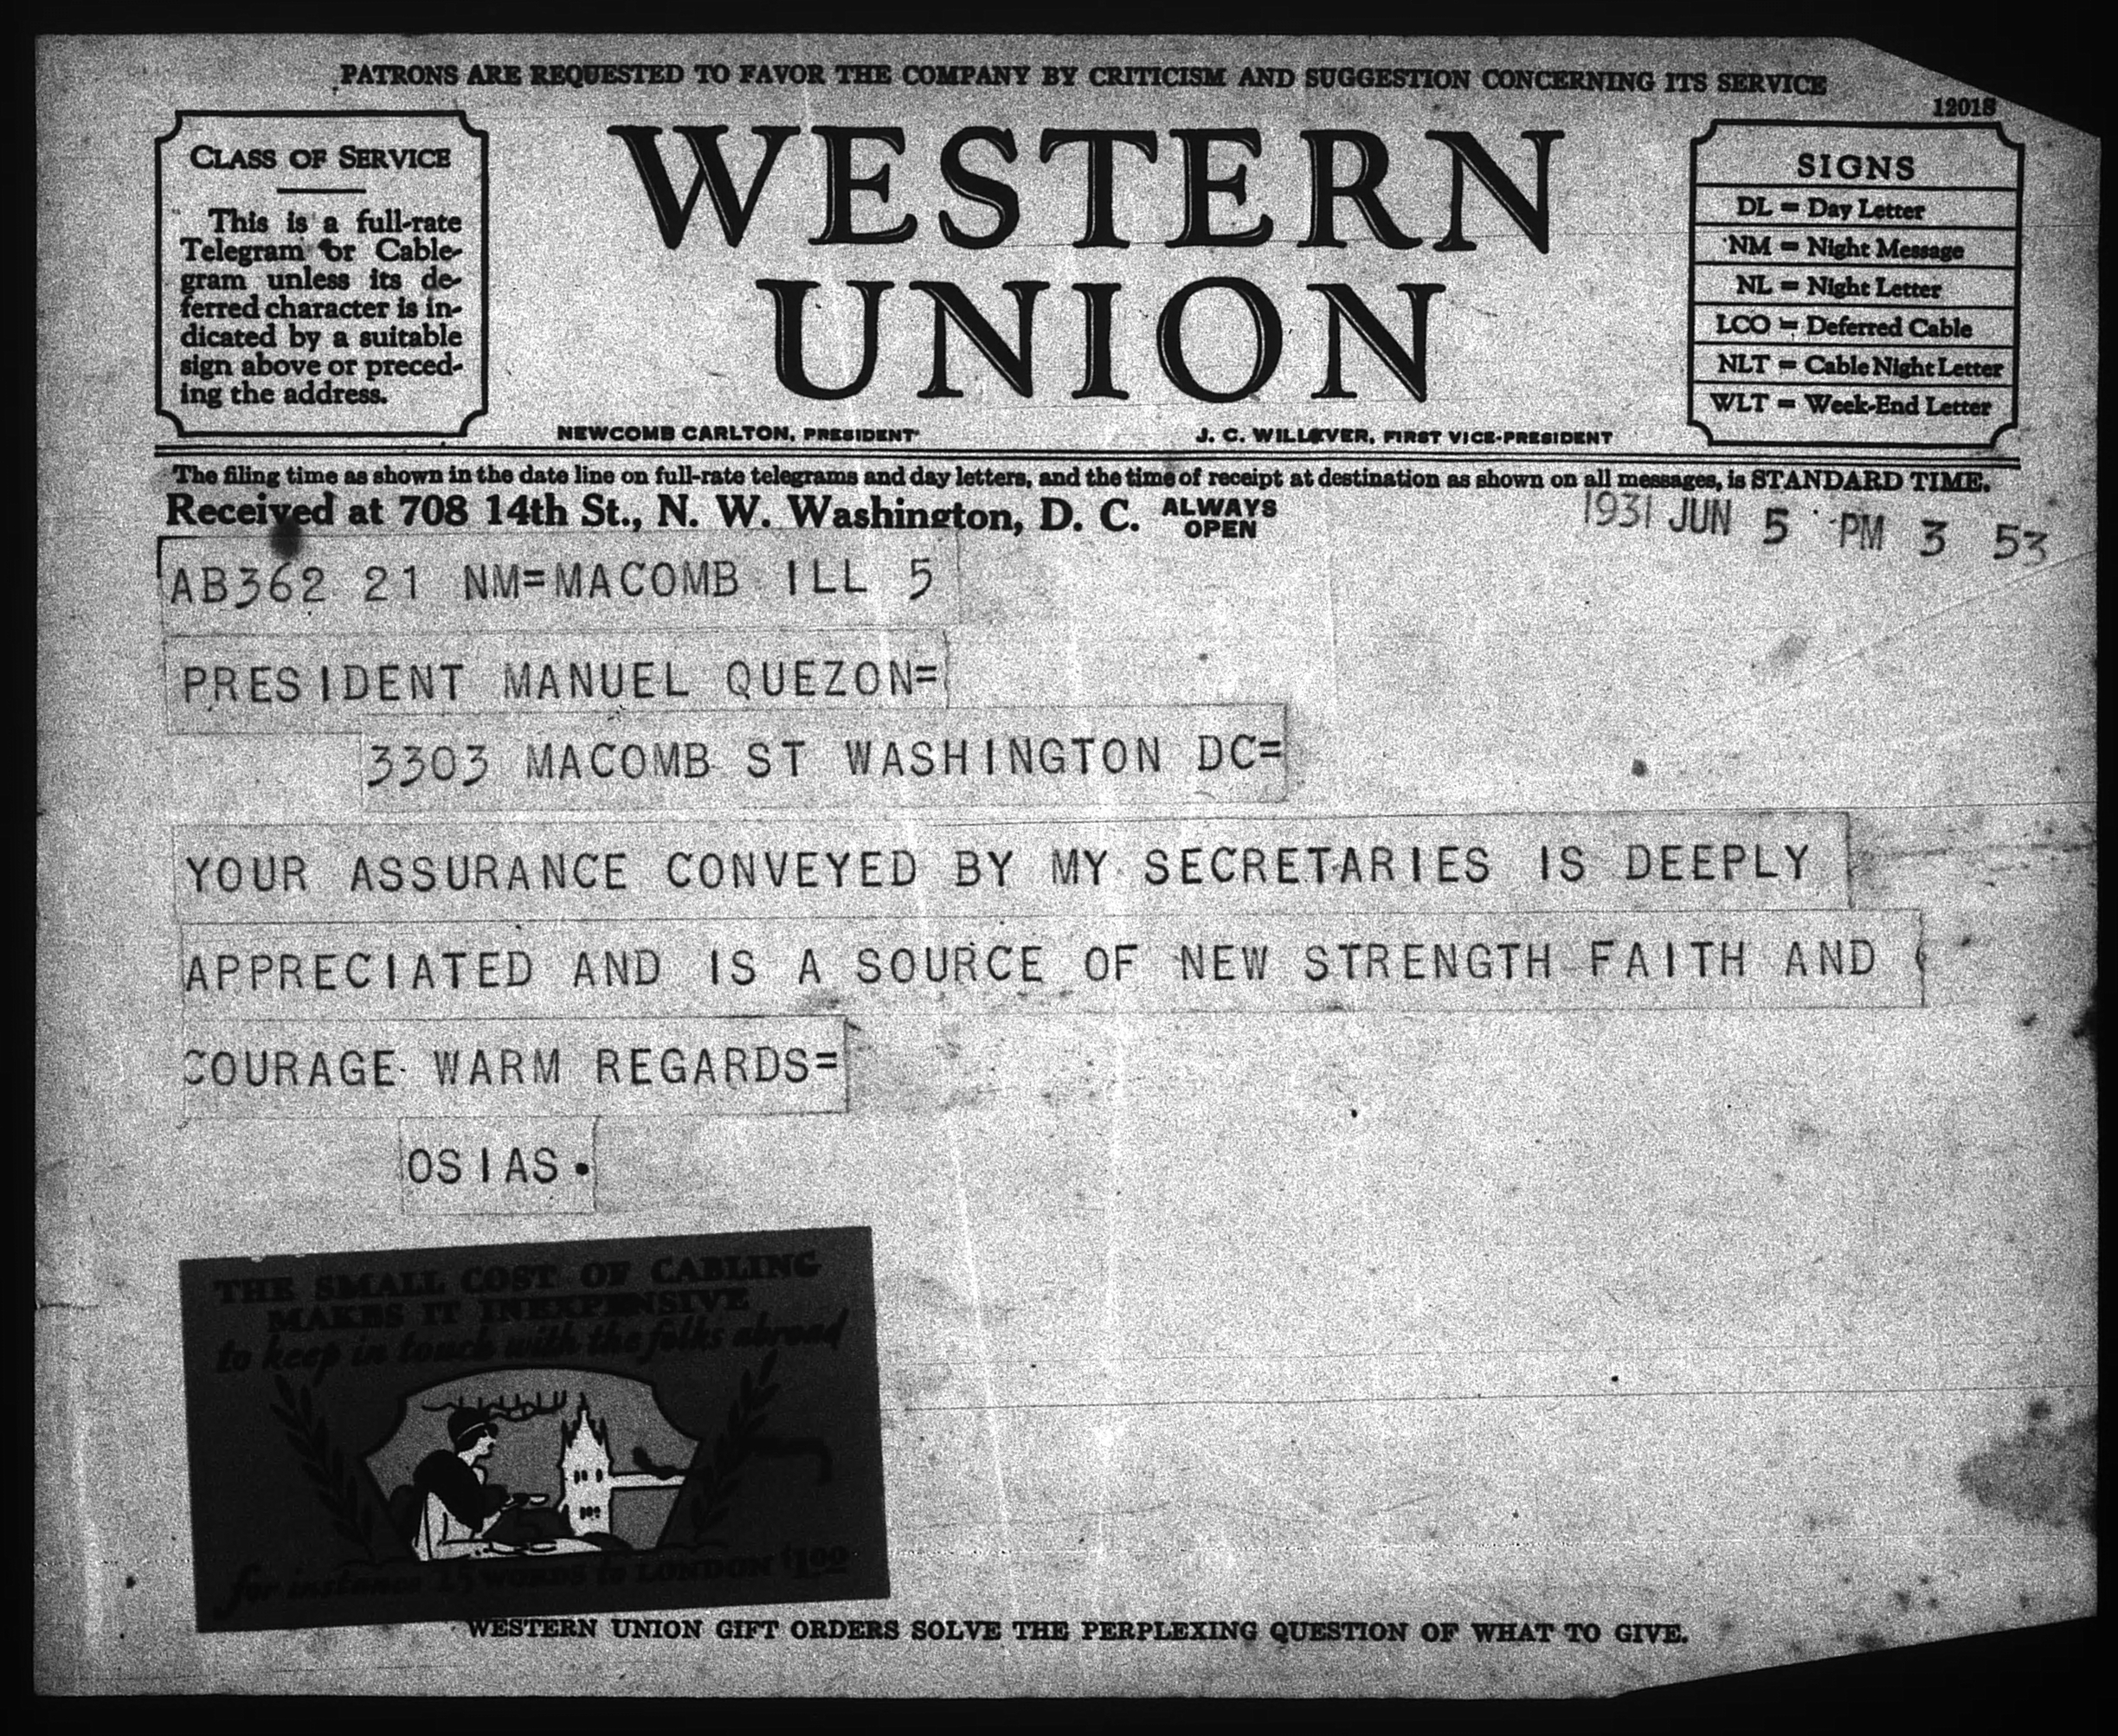 PATRONS ARE REQUESTED TO FAVOR THE COMPANY BY CRITICISM AND SUGGESTION CONCERNING ITS SERVICE
12018
CLASS OF SERVICE
This is a full-rate
Telegram or Cable-
gram unless its de-
ferred character is in-
dicated by a suitable
sign above or preced-
ing the address.
WESTERN
UNION
NEWCOMB CARLTON, PRESIDENT
J. C. WILLEVER, FIRST VICE-PRESIDENT
SIGNS
DL = Day Letter
NM = Night Message
NL = Night Letter
LCO = Deferred Cable
NLT = Cable Night Letter
WLT = Week-End Letter
The filing time as shown in the date line on full-rate telegrams and day letters, and the time of receipt at destination as shown on all messages, is STANDARD TIME.
Received at 708 14th St., N. W. Washington, D. C. ALWAYS OPEN
1931 JUN 5 PM 3 53
AB362 21 NM=MACOMB ILL 5
PRESIDENT MANUEL QUEZON=
3303 MACOMB ST WASHINGTON DC=
YOUR ASSURANCE CONVEYED BY MY SECRETARIES IS DEEPLY
APPRECIATED AND IS A SOURCE OF NEW STRENGTH FAITH AND
COURAGE WARM REGARDS=
OSIAS.
THE SMALL COST OF CABLING
MAKES IT INEXPENSIVE
to keep in touch with the folks abroad
for instance 15 WORDS to LONDON $1.00
WESTERN UNION GIFT ORDERS SOLVE THE PERPLEXING QUESTION OF WHAT TO GIVE.